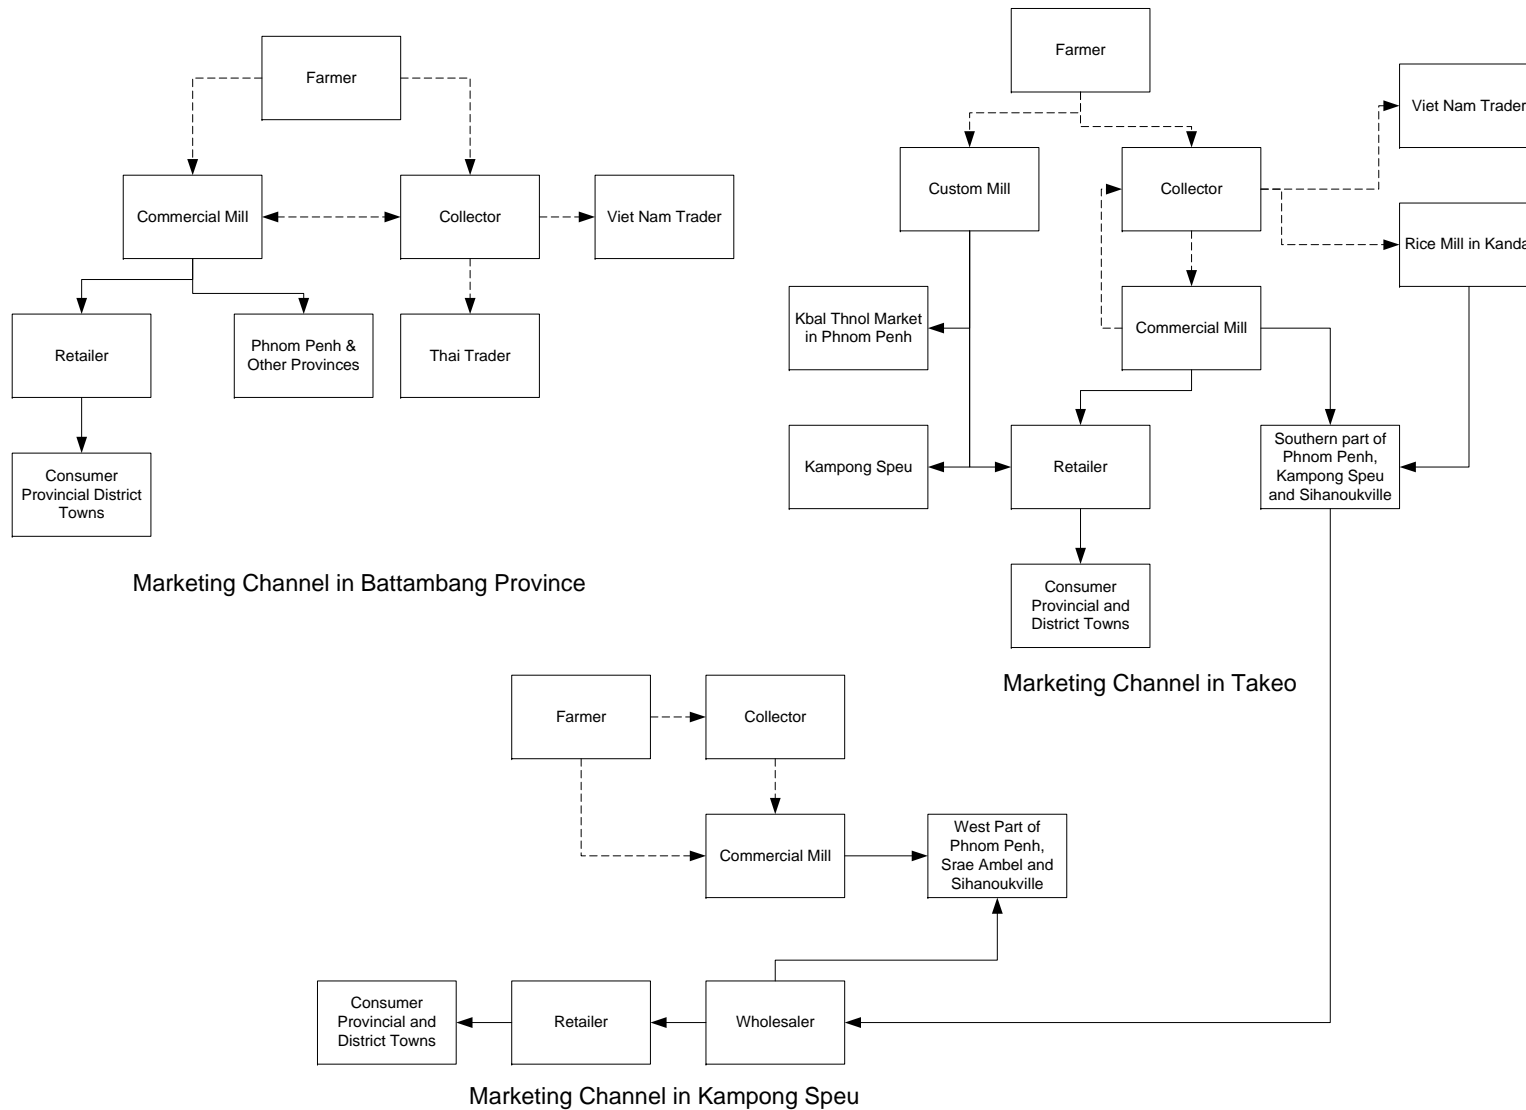 Farmer
Commercial Mill
Collector
Viet Nam Trader
Retailer
Phnom Penh &
Other Provinces
Thai Trader
Consumer
Provincial District
Towns
Marketing Channel in Battambang Province
Farmer
Viet Nam Trader
Custom Mill
Collector
Rice Mill in Kanda
Kbal Thnol Market
in Phnom Penh
Commercial Mill
Kampong Speu
Retailer
Southern part of
Phnom Penh,
Kampong Speu
and Sihanoukville
Consumer
Provincial and
District Towns
Marketing Channel in Takeo
Farmer
Collector
Commercial Mill
West Part of
Phnom Penh,
Srae Ambel and
Sihanoukville
Consumer
Provincial and
District Towns
Retailer
Wholesaler
Marketing Channel in Kampong Speu